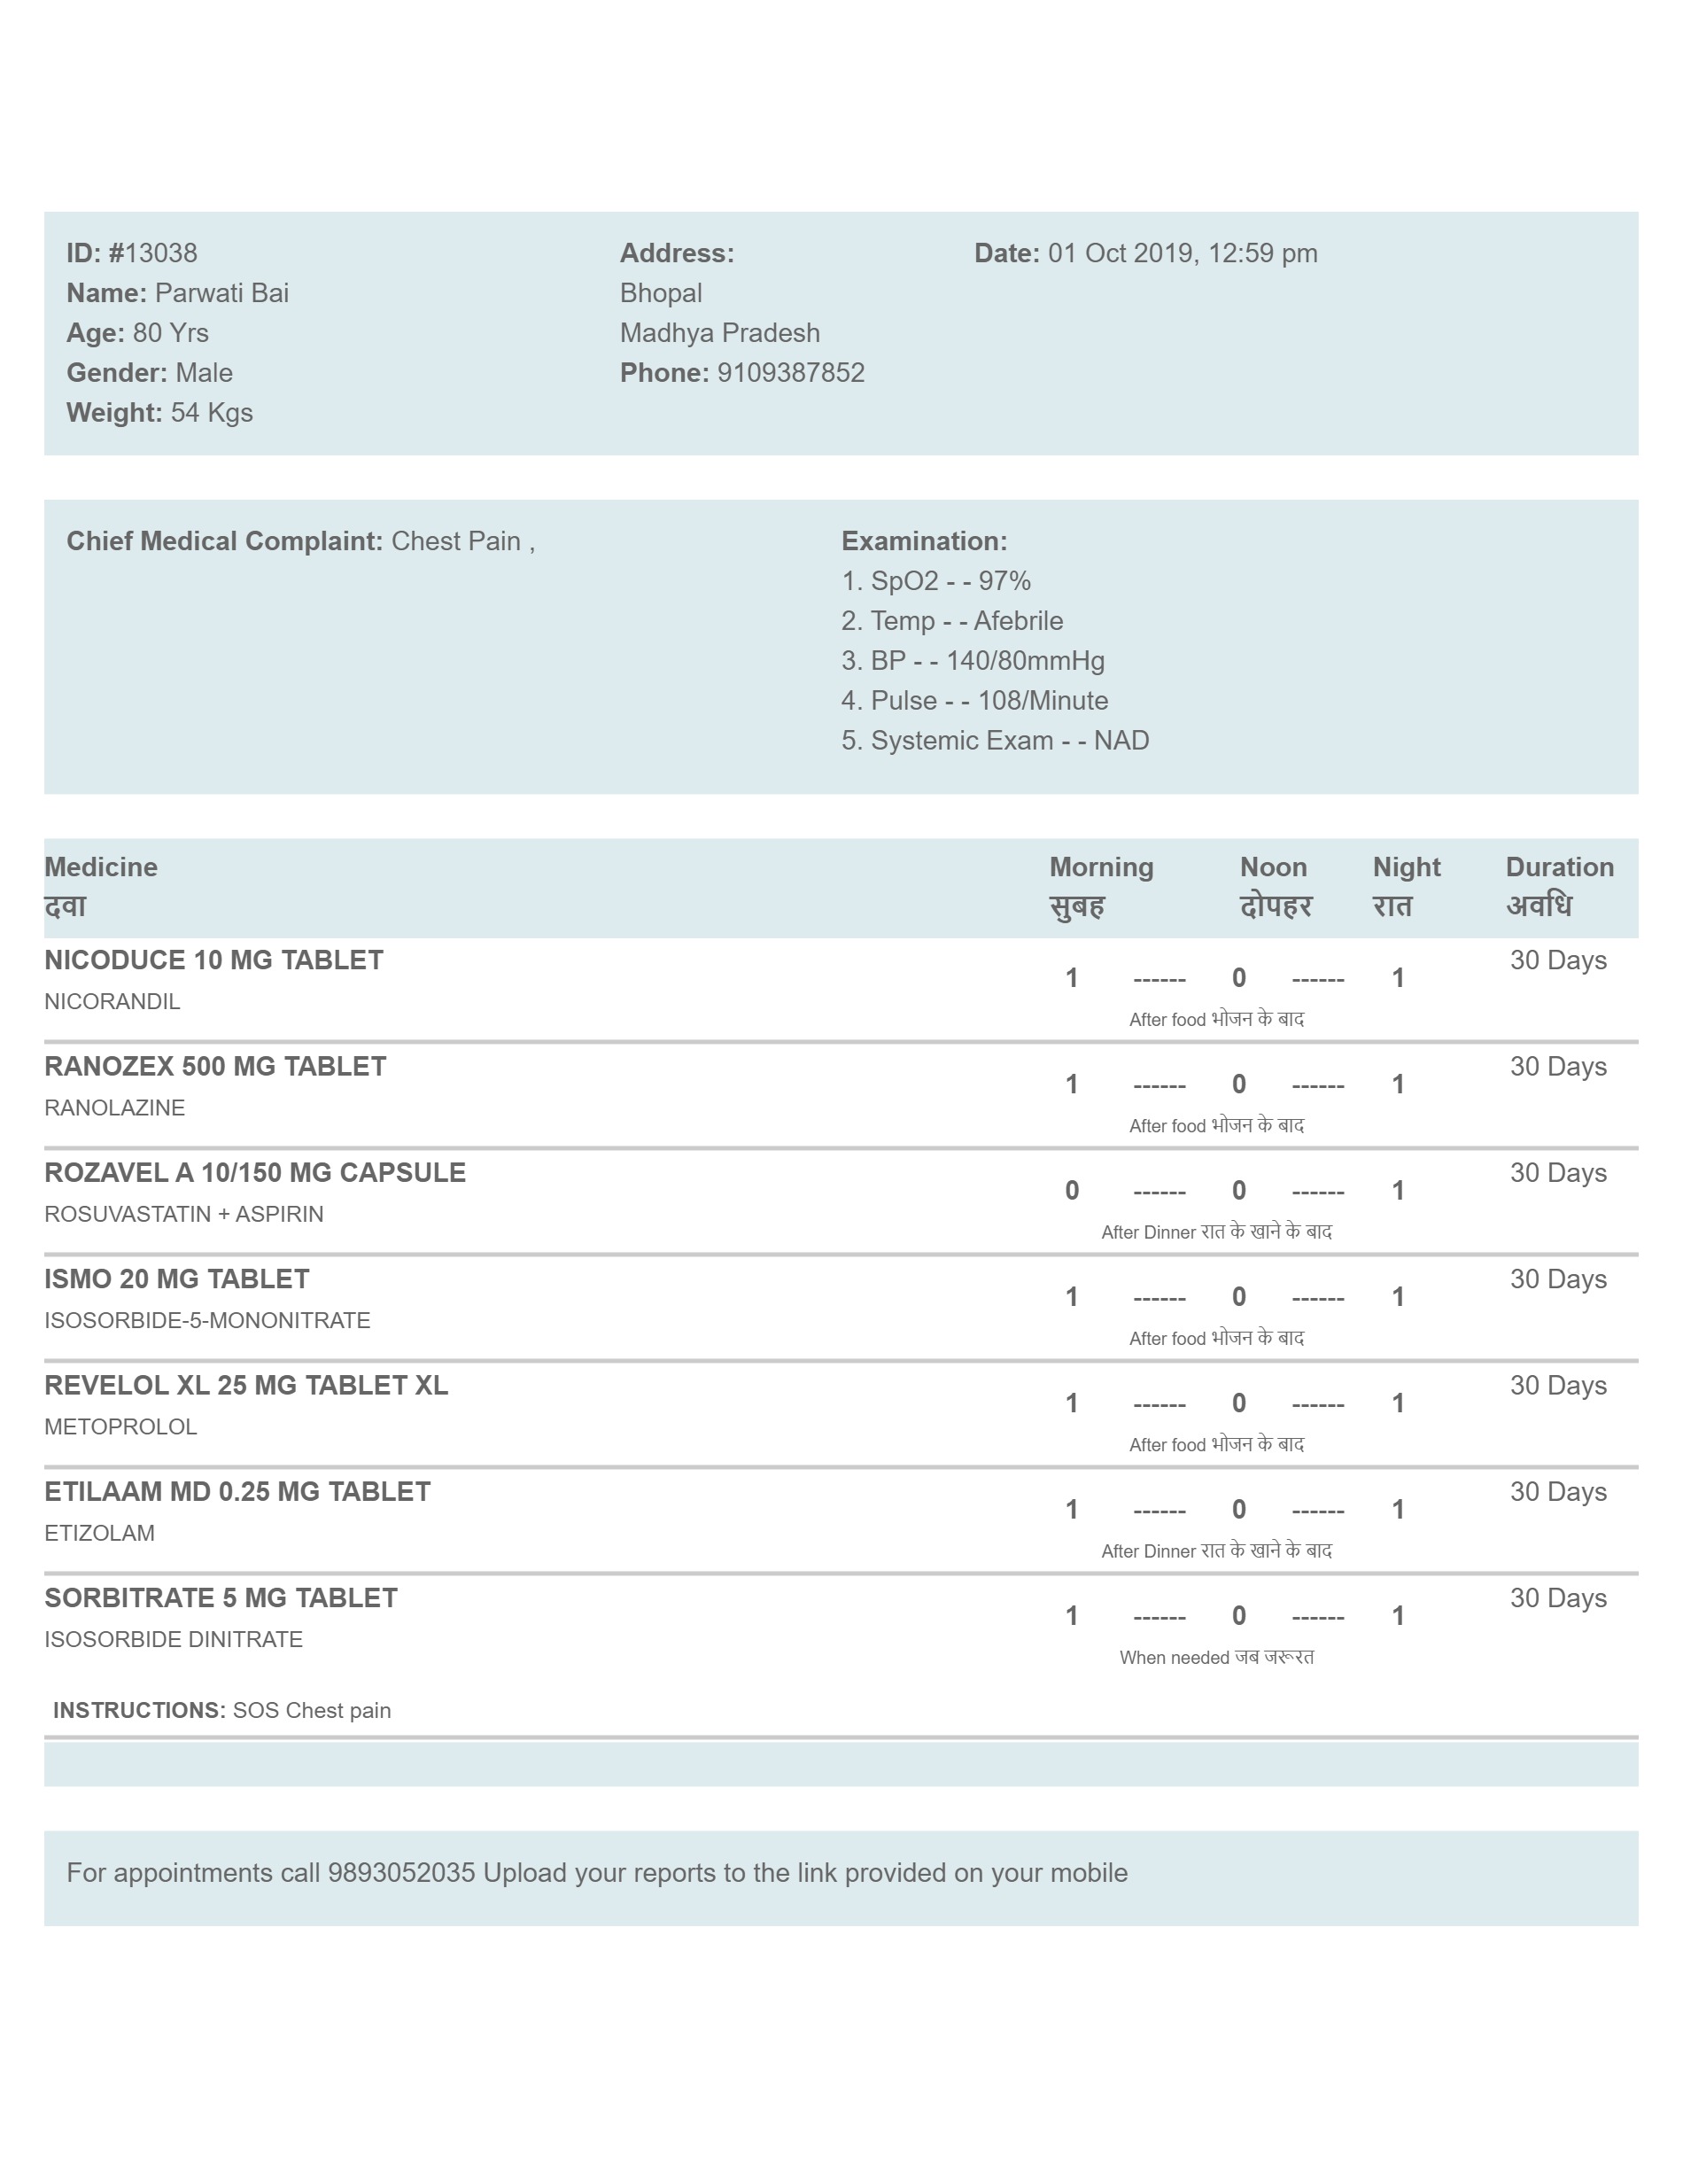 ID: #13038
Name: Parwati Bai
Age: 80 Yrs
Gender: Male
Weight: 54 Kgs
Address:
Bhopal
Madhya Pradesh
Phone: 9109387852
Date: 01 Oct 2019, 12:59 pm
Chief Medical Complaint: Chest Pain ,
Examination:
1. SpO2 - - 97%
2. Temp - - Afebrile
3. BP - - 140/80mmHg
4. Pulse - - 108/Minute
5. Systemic Exam - - NAD
Medicine Morning Noon Night Duration
दवा सुबह दोपहर रात अवधि
NICODUCE 10 MG TABLET 30 Days
1 ------ 0 ------ 1
NICORANDIL
After food भोजन के बाद
RANOZEX 500 MG TABLET 30 Days
1 ------ 0 ------ 1
RANOLAZINE
After food भोजन के बाद
ROZAVEL A 10/150 MG CAPSULE 30 Days
0 ------ 0 ------ 1
ROSUVASTATIN + ASPIRIN
After Dinner रात के खाने के बाद
ISMO 20 MG TABLET 30 Days
1 ------ 0 ------ 1
ISOSORBIDE-5-MONONITRATE
After food भोजन के बाद
REVELOL XL 25 MG TABLET XL 30 Days
1 ------ 0 ------ 1
METOPROLOL
After food भोजन के बाद
ETILAAM MD 0.25 MG TABLET 30 Days
1 ------ 0 ------ 1
ETIZOLAM
After Dinner रात के खाने के बाद
SORBITRATE 5 MG TABLET 30 Days
1 ------ 0 ------ 1
ISOSORBIDE DINITRATE
When needed जब जरूरत
INSTRUCTIONS: SOS Chest pain
For appointments call 9893052035 Upload your reports to the link provided on your mobile